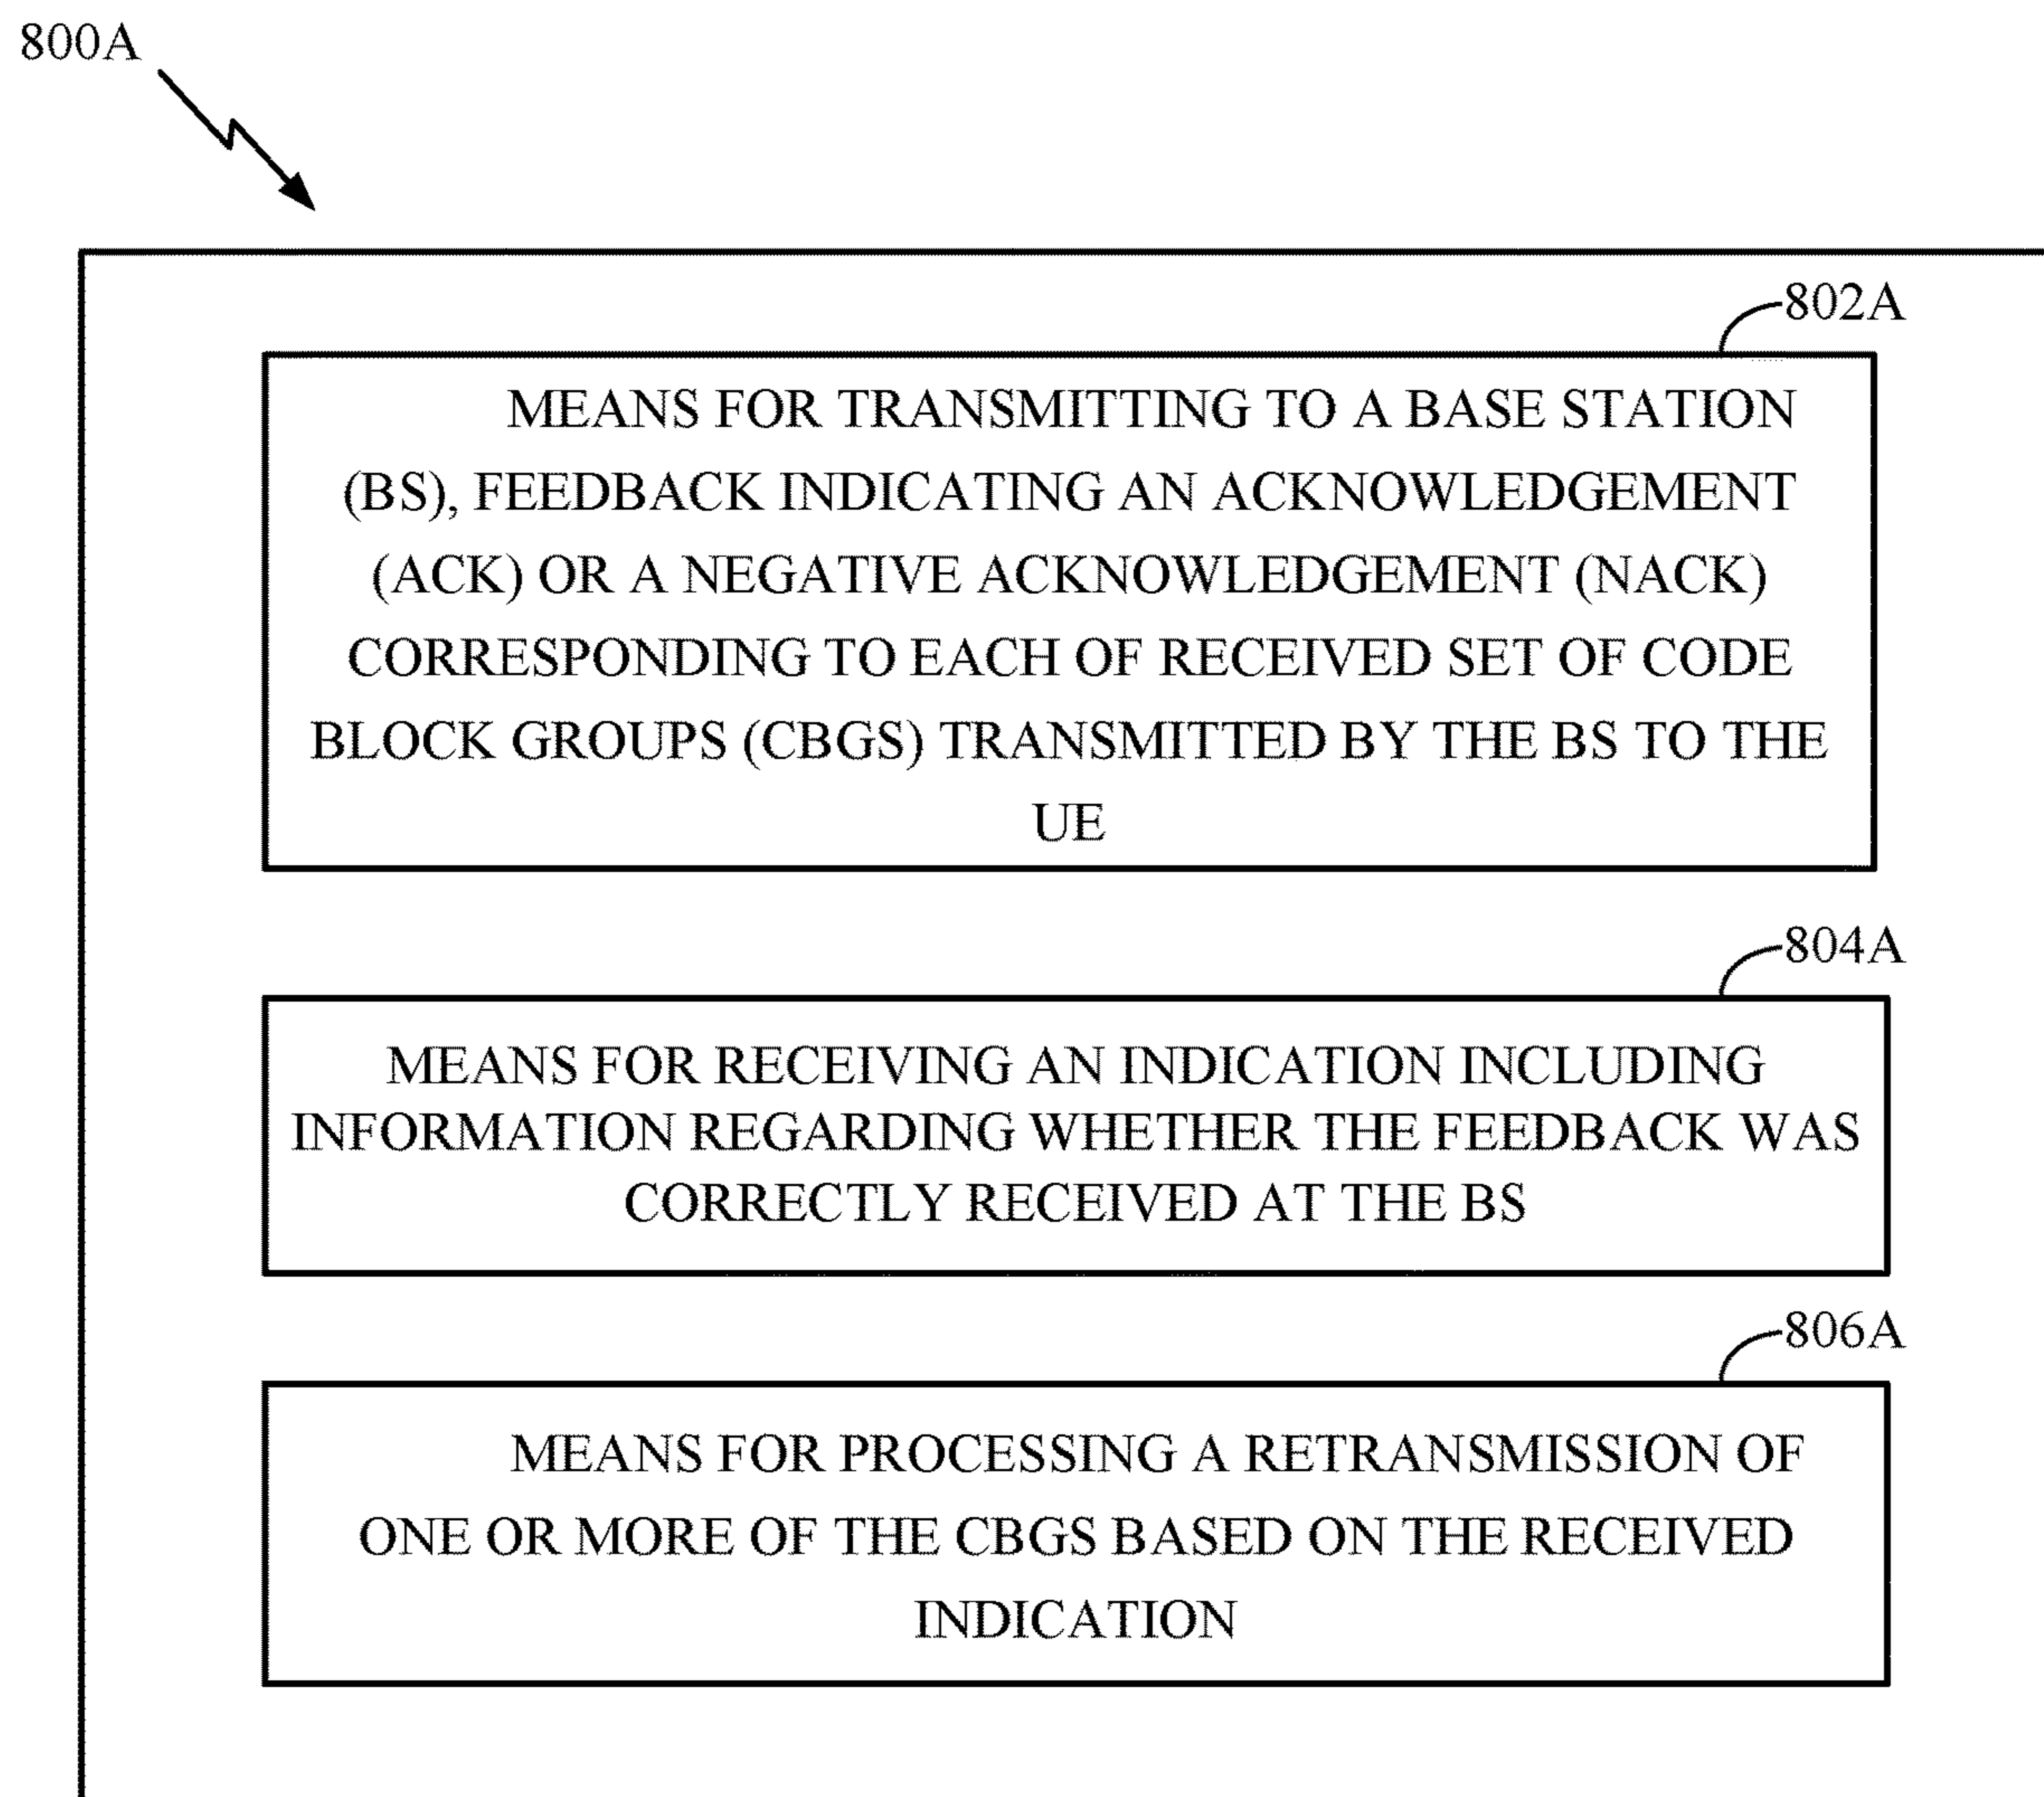 800A
802A
MEANS FOR TRANSMITTING TO A BASE STATION
(BS), FEEDBACK INDICATING AN ACKNOWLEDGEMENT
(ACK) OR A NEGATIVE ACKNOWLEDGEMENT (NACK)
CORRESPONDING TO EACH OF RECEIVED SET OF CODE
BLOCK GROUPS (CBGS) TRANSMITTED BY THE BS TO THE
UE
804A
MEANS FOR RECEIVING AN INDICATION INCLUDING
INFORMATION REGARDING WHETHER THE FEEDBACK WAS
CORRECTLY RECEIVED AT THE BS
806A
MEANS FOR PROCESSING A RETRANSMISSION OF
ONE OR MORE OF THE CBGS BASED ON THE RECEIVED
INDICATION